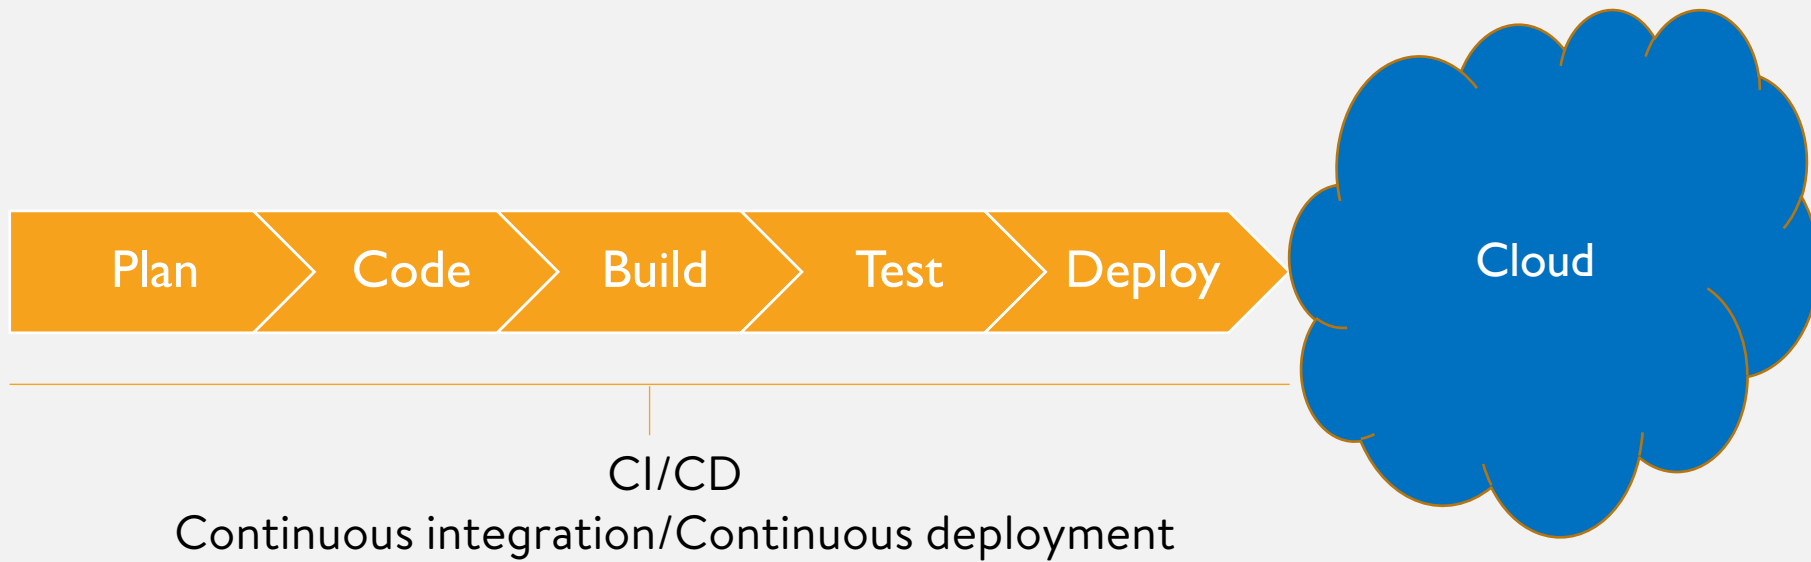 Plan
Code
Build
Test
Deploy
Cloud
CI/CD
Continuous integration/Continuous deployment